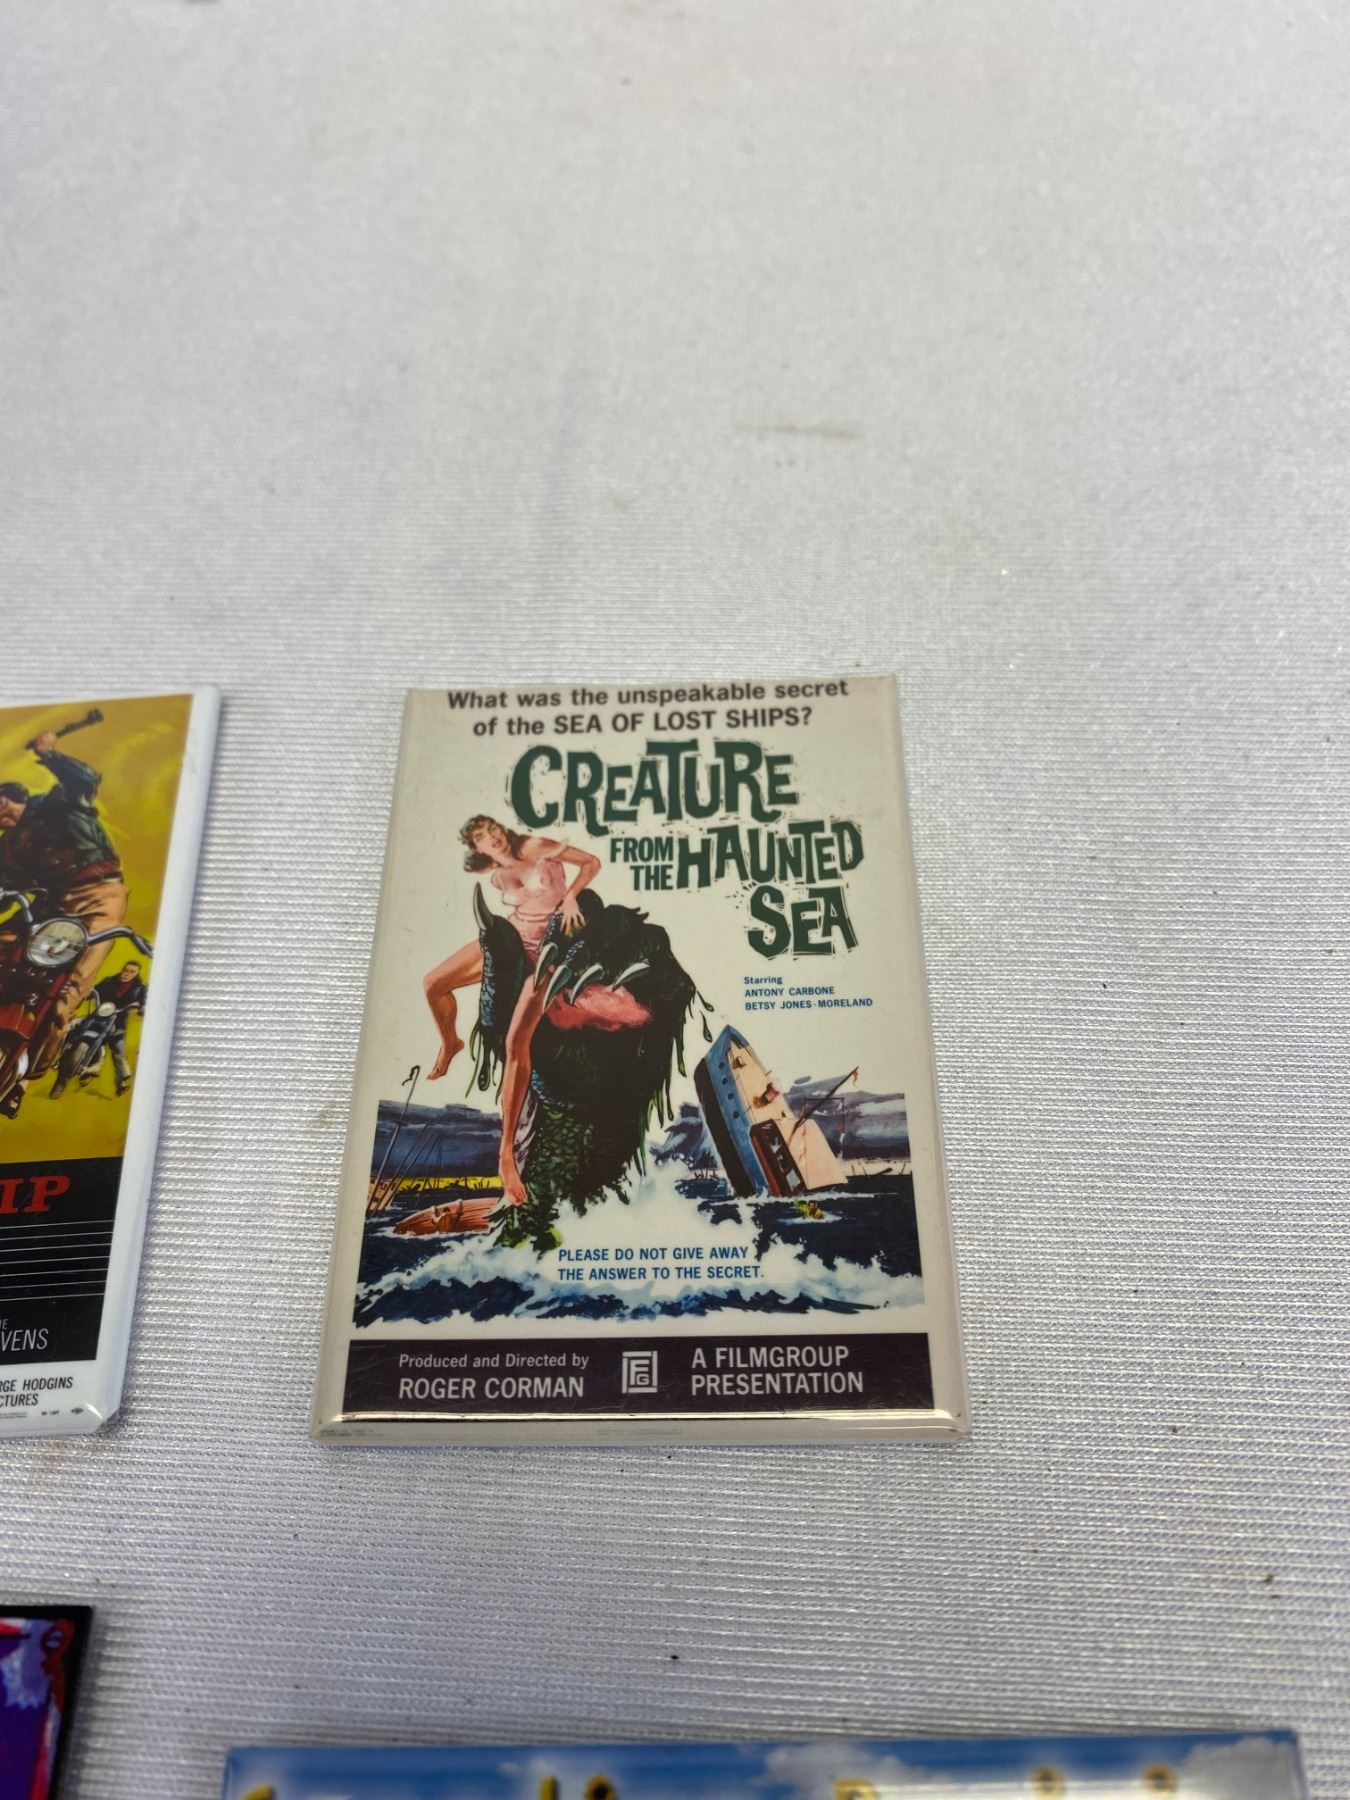 What was the unspeakable secret
of the SEA OF LOST SHIPS?
CREATURE
FROM
THE HAUNTED
SEA
Starring
ANTONY CARBONE
BETSY JONES-MORELAND
PLEASE DO NOT GIVE AWAY
THE ANSWER TO THE SECRET.
Produced and Directed by
ROGER CORMAN
FG
A FILMGROUP
PRESENTATION
IP
VENS
RGE HODGINS
CTURES